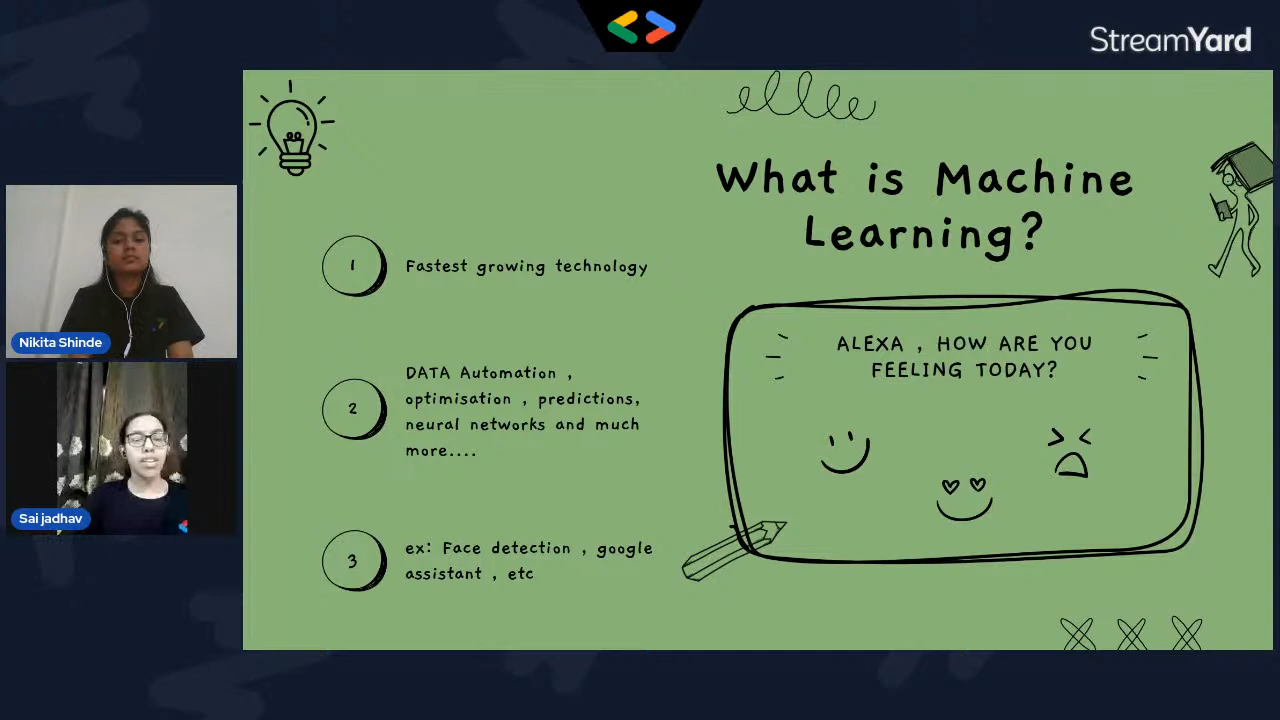 StreamYard
What is Machine
Learning?
1
Fastest growing technology
2
DATA Automation ,
optimisation , predictions,
neural networks and much
more....
3
ex: Face detection , google
assistant , etc
ALEXA , HOW ARE YOU
FEELING TODAY?
Nikita Shinde
Sai jadhav